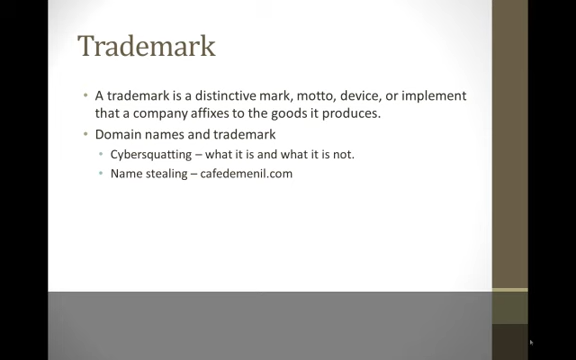 Trademark
• A trademark is a distinctive mark, motto, device, or implement
that a company affixes to the goods it produces.
• Domain names and trademark
• Cybersquatting – what it is and what it is not.
• Name stealing – cafedemenil.com